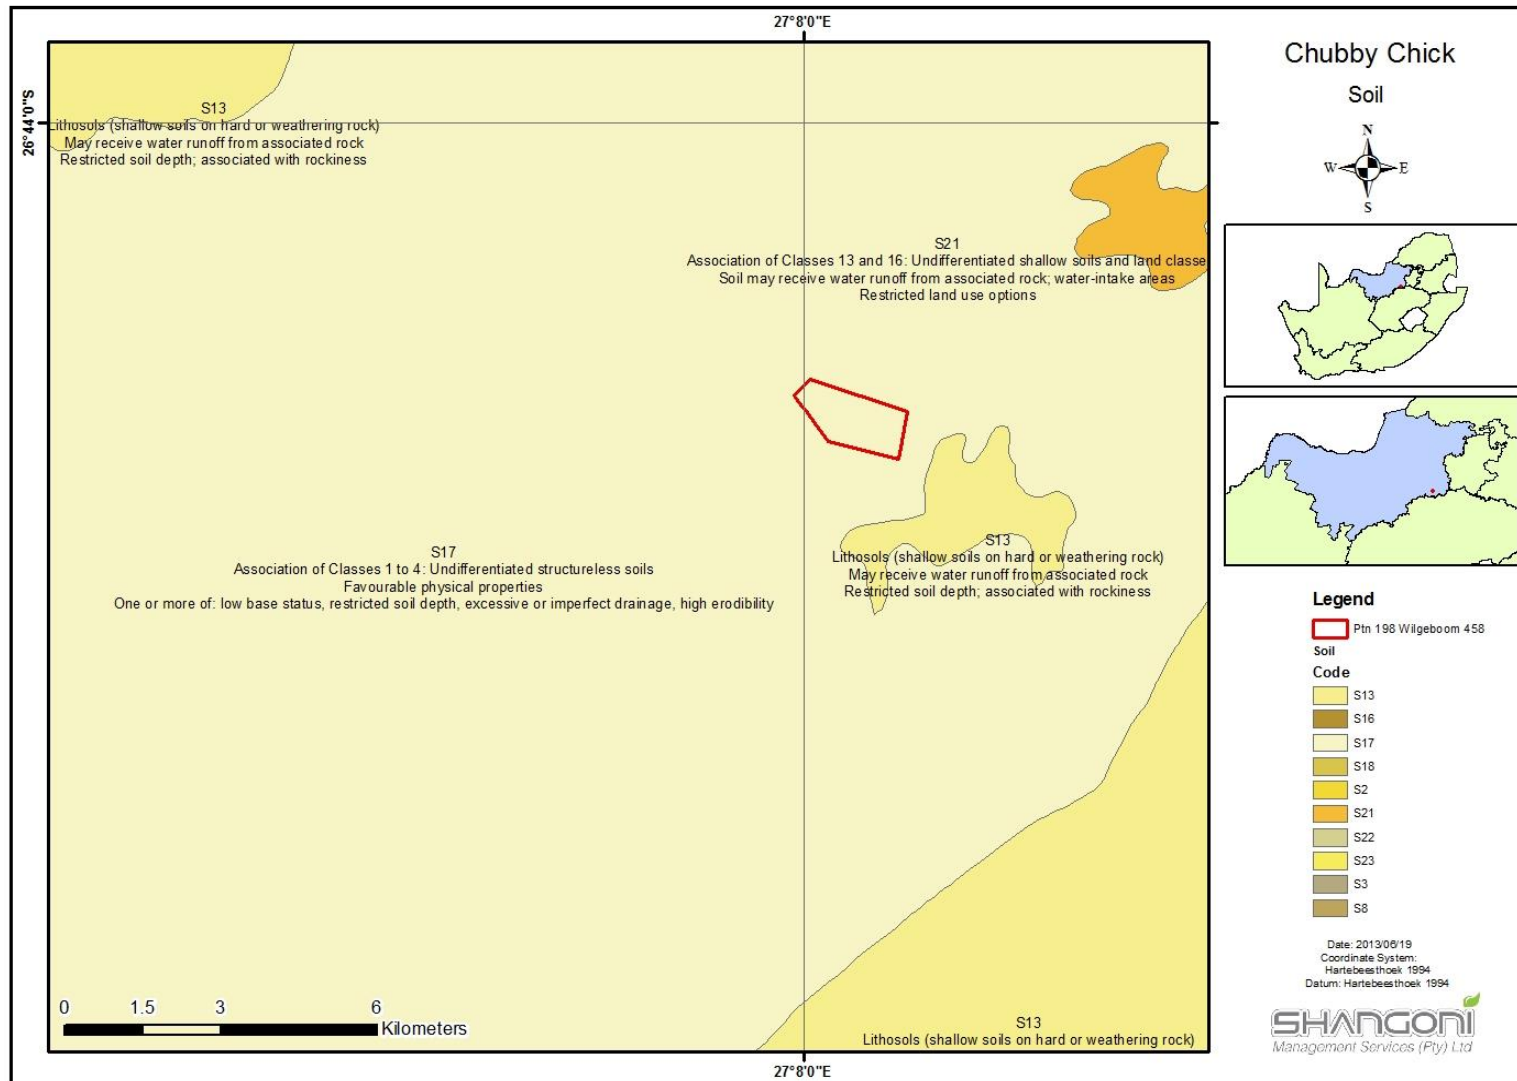 27°8'0"E
26°44'0"S
S13
Lithosols (shallow soils on hard or weathering rock)
May receive water runoff from associated rock
Restricted soil depth; associated with rockiness
S21
Association of Classes 13 and 16: Undifferentiated shallow soils and land classe
Soil may receive water runoff from associated rock; water-intake areas
Restricted land use options
S17
Association of Classes 1 to 4: Undifferentiated structureless soils
Favourable physical properties
One or more of: low base status, restricted soil depth, excessive or imperfect drainage, high erodibility
S13
Lithosols (shallow soils on hard or weathering rock)
May receive water runoff from associated rock
Restricted soil depth; associated with rockiness
S13
Lithosols (shallow soils on hard or weathering rock)
0 1.5 3 6
Kilometers
27°8'0"E
Chubby Chick
Soil
N
W E
S
Legend
Ptn 198 Wilgeboom 458
Soil
Code
S13
S16
S17
S18
S2
S21
S22
S23
S3
S8
Date: 2013/06/19
Coordinate System:
Hartebeesthoek 1994
Datum: Hartebeesthoek 1994
SHANGONI
Management Services (Pty) Ltd